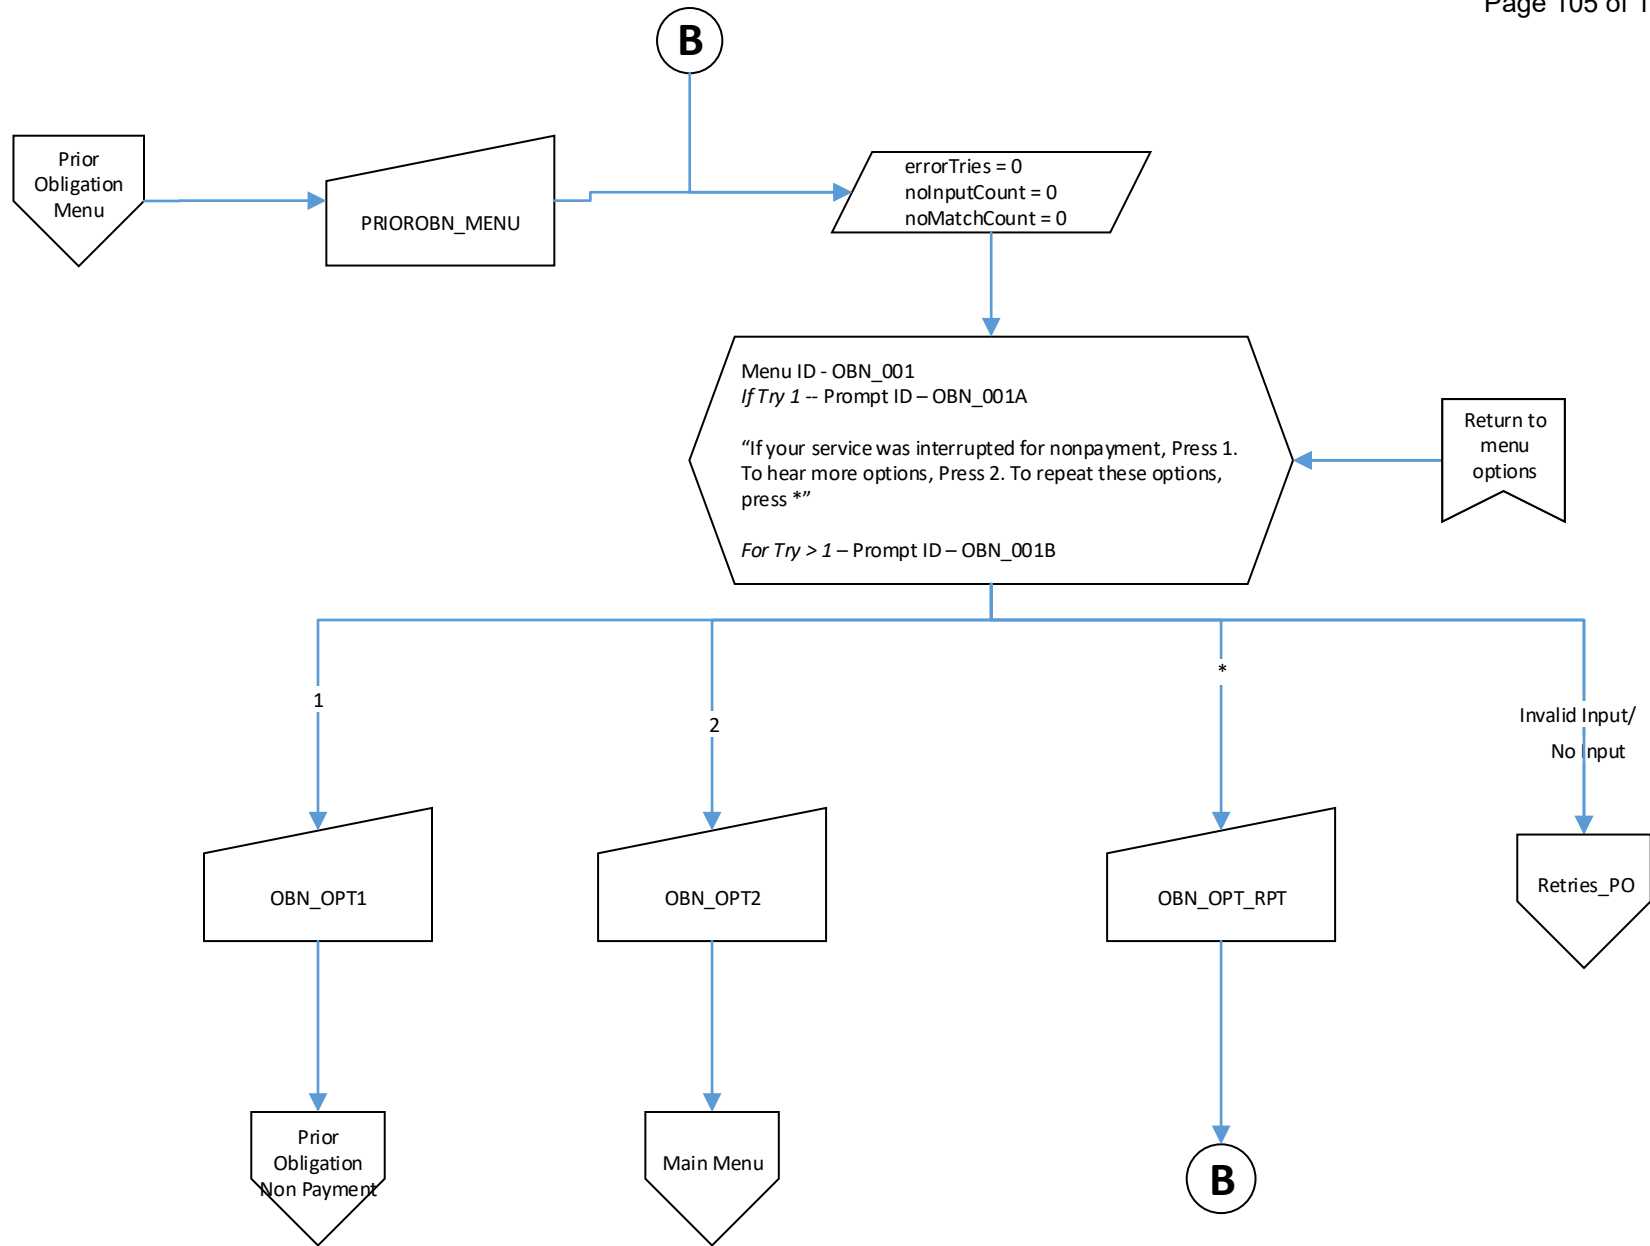 Page 105 of 1
B
Prior
Obligation
Menu
PRIOROBN_MENU
errorTries = 0
noInputCount = 0
noMatchCount = 0
Menu ID - OBN_001
If Try 1 -- Prompt ID – OBN_001A
“If your service was interrupted for nonpayment, Press 1.
To hear more options, Press 2. To repeat these options,
press *”
For Try > 1 – Prompt ID – OBN_001B
Return to
menu
options
1
2
*
Invalid Input/
No Input
OBN_OPT1
OBN_OPT2
OBN_OPT_RPT
Retries_PO
Prior
Obligation
Non Payment
Main Menu
B